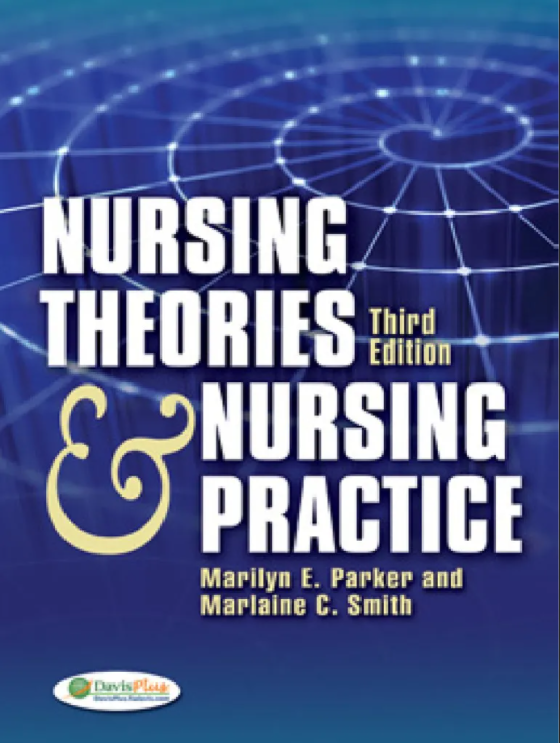 NURSING
THEORIES
Third
Edition
& NURSING
PRACTICE
Marilyn E. Parker and
Marlaine C. Smith
DavisPlus